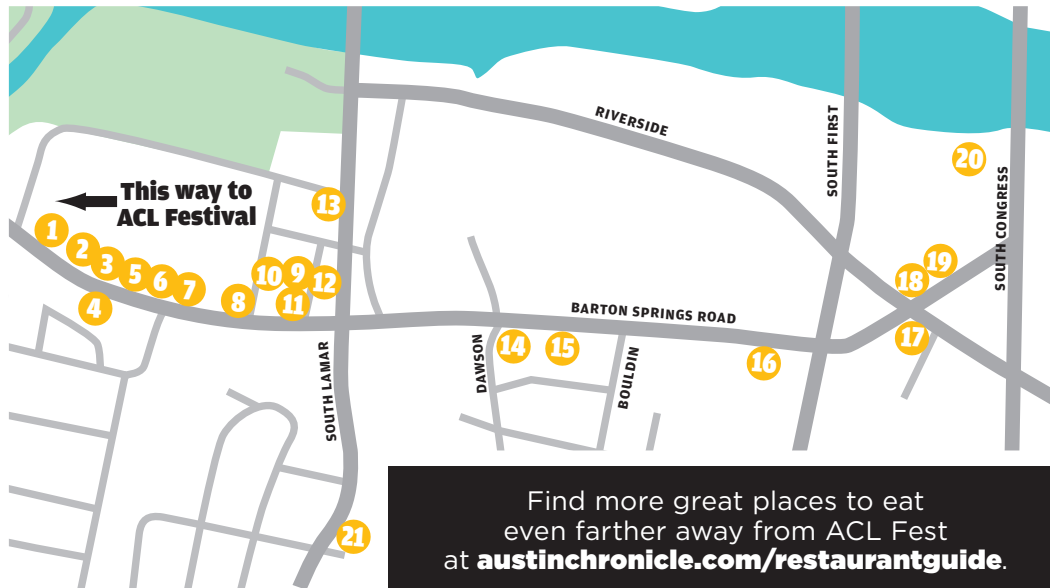 RIVERSIDE
SOUTH FIRST
20
SOUTH CONGRESS
This way to
ACL Festival
13
1
2
3
5
6
7
4
8
10
9
12
11
19
18
17
BARTON SPRINGS ROAD
DAWSON
14
15
BOULDIN
16
SOUTH LAMAR
21
Find more great places to eat
even farther away from ACL Fest
at austinchronicle.com/restaurantguide.